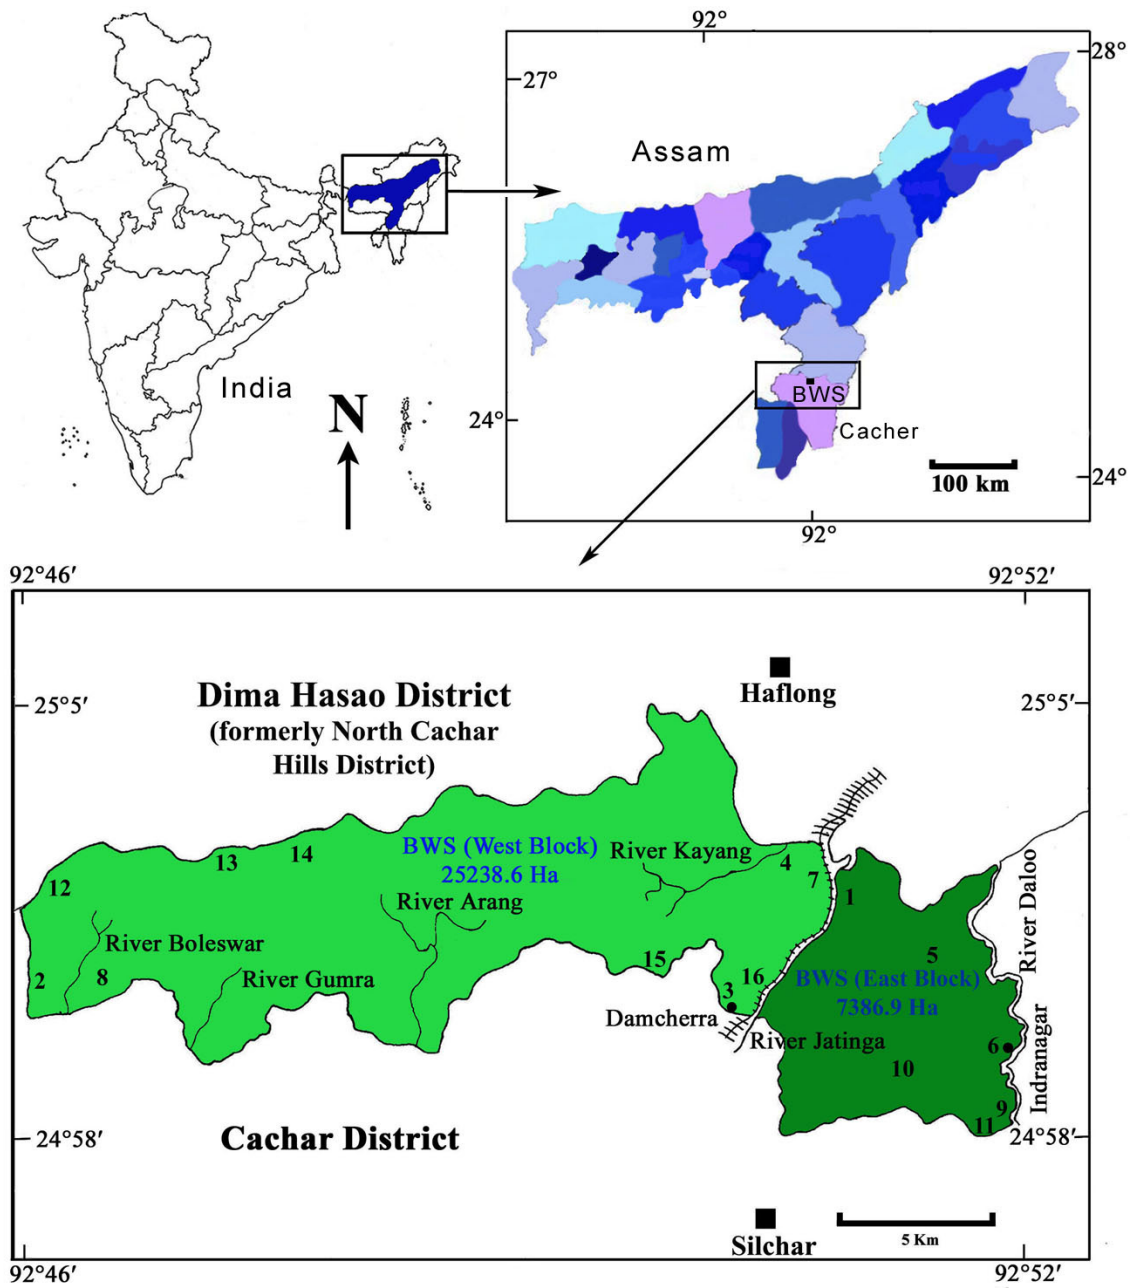 92°
28°
27°
Assam
India
N
BWS
24°
Cacher
100 km
24°
92°
92°46′
92°52′
Haflong
Dima Hasao District
(formerly North Cachar
Hills District)
25°5′
25°5′
BWS (West Block)
25238.6 Ha
River Kayang
4
7
1
13
14
12
River Arang
River Boleswar
River Gumra
2
8
15
16
3
Damcherra
River Jatinga
5
BWS (East Block)
7386.9 Ha
River Daloo
Indranagar
6
10
9
11
24°58′
24°58′
Cachar District
Silchar
5 Km
92°46′
92°52′